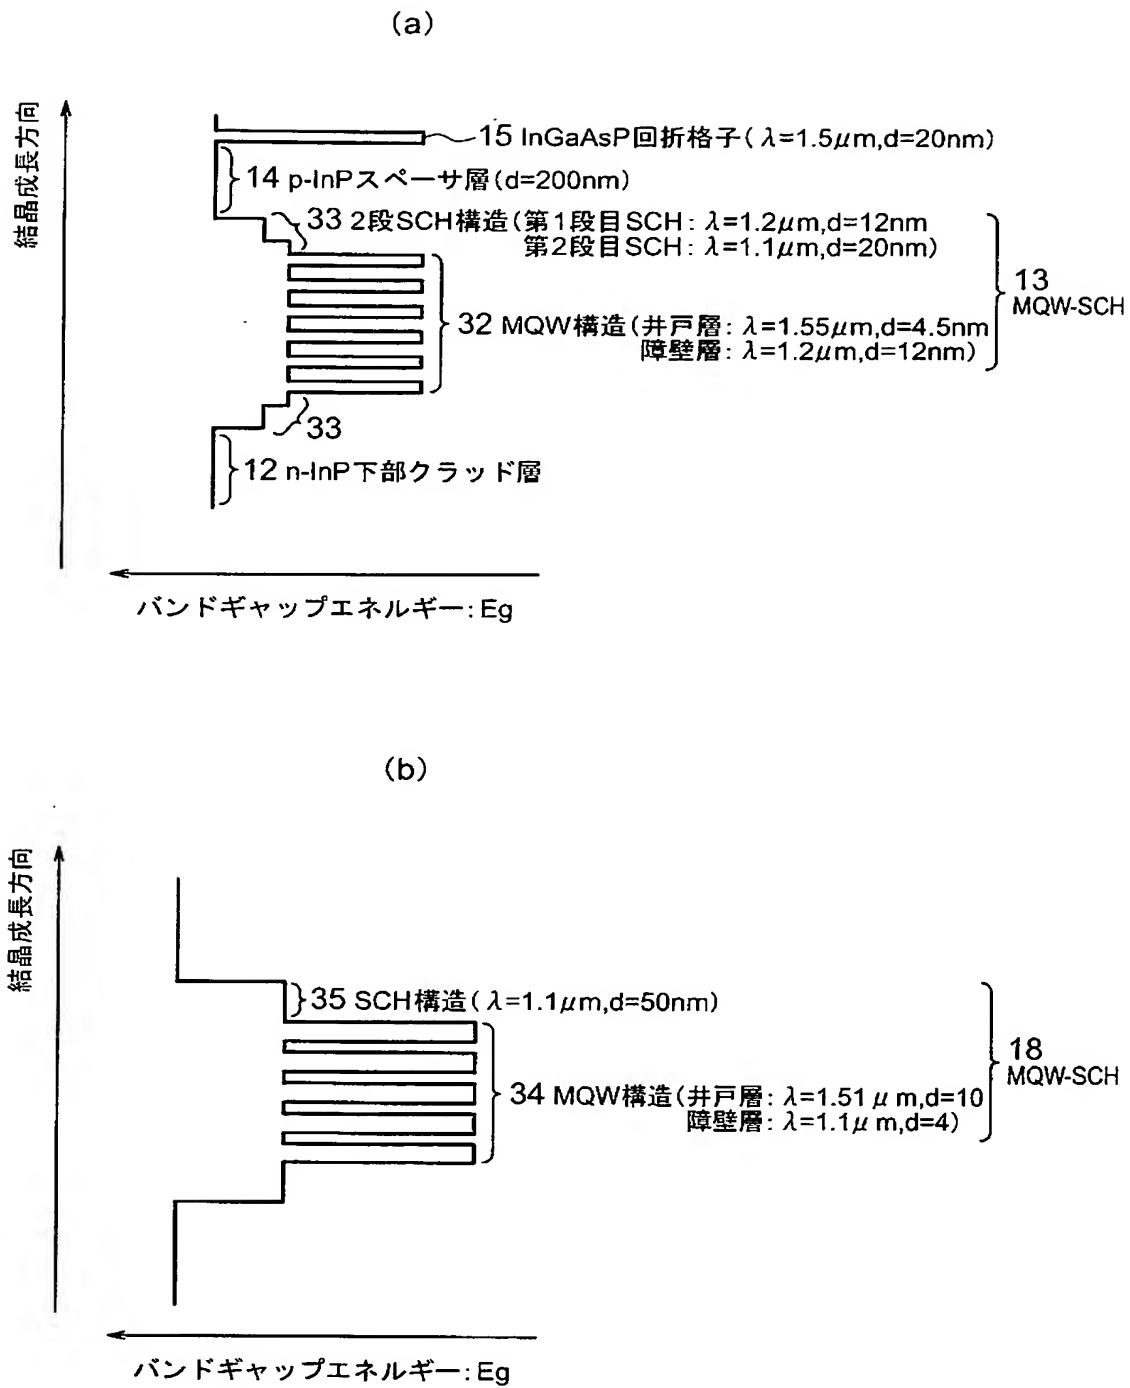 (a)
結晶成長方向
15 InGaAsP回折格子(λ=1.5μm,d=20nm)
14 p-InPスペーサ層(d=200nm)
33 2段SCH構造(第1段目SCH:λ=1.2μm,d=12nm
第2段目SCH:λ=1.1μm,d=20nm)
13
MQW-SCH
32 MQW構造(井戸層:λ=1.55μm,d=4.5nm
障壁層:λ=1.2μm,d=12nm)
33
12 n-InP下部クラッド層
バンドギャップエネルギー:Eg
(b)
結晶成長方向
35 SCH構造(λ=1.1μm,d=50nm)
18
MQW-SCH
34 MQW構造(井戸層:λ=1.51μm,d=10
障壁層:λ=1.1μm,d=4)
バンドギャップエネルギー:Eg